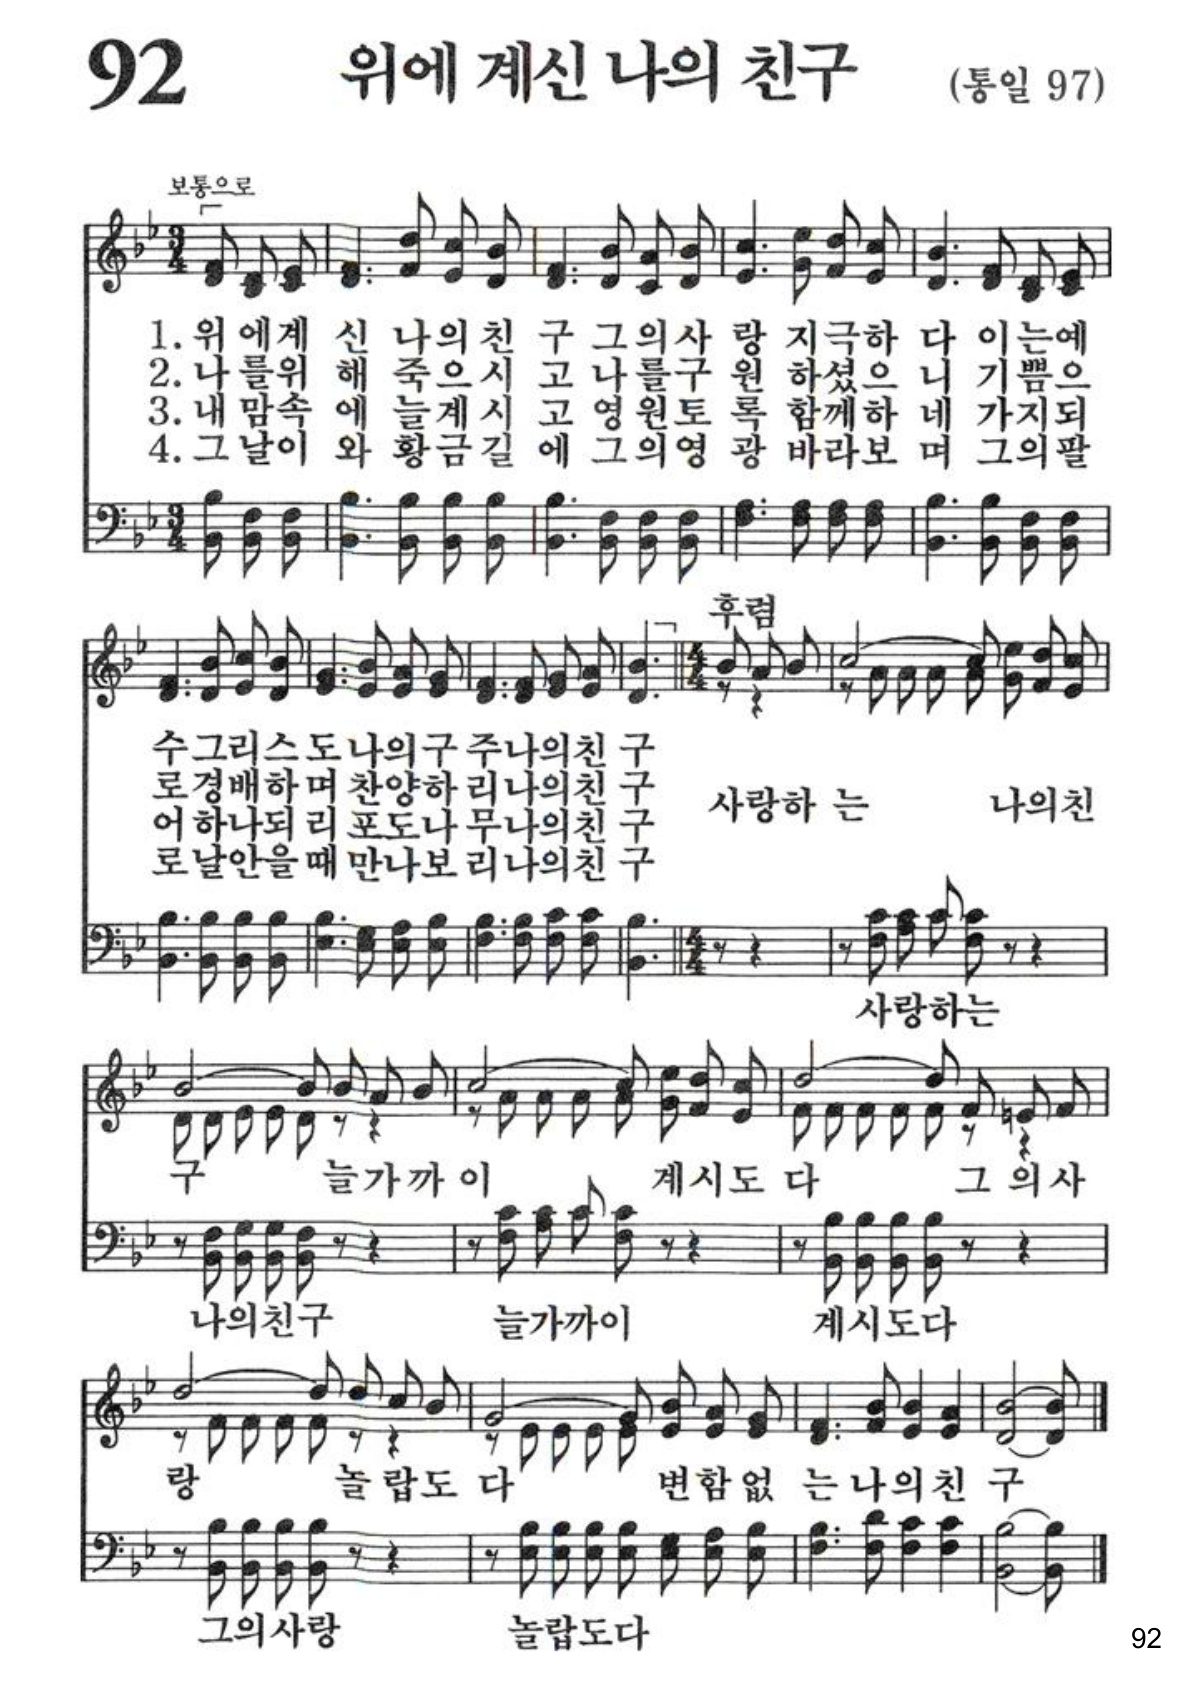 92 위에 계신 나의 친구 (통일 97)
보통으로
3/4
1. 위 에계 신 나의친 구 그의사 랑 지극하 다 이는예
2. 나를위 해 죽으시 고 나를구 원 하셨으 니 기쁨으
3. 내맘속 에 늘계시 고 영원토 록 함께하 네 가지되
4. 그날이 와 황금길 에 그의영 광 바라보 며 그의팔
3/4
후렴
4/4
수그리스도나의구 주나의친 구
로경배하며찬양하 리나의친 구
어하나되리포도나 무나의친 구
로날안을때만나보 리나의친 구
사랑하 는 나의친
4/4
사랑하는
구 늘가까이 계시도다 그의사
나의친구 늘가까이 계시도다
랑 놀랍도다 변함없 는나의친 구
그의사랑 놀랍도다
92